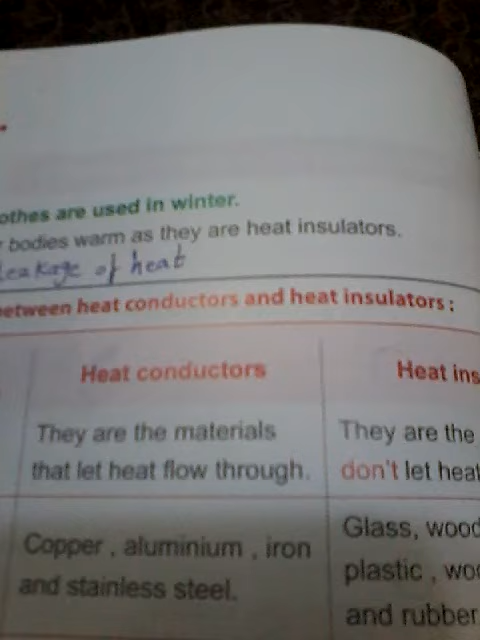 othes are used in winter.
bodies warm as they are heat insulators.
leakage of heat
between heat conductors and heat insulators :
Heat conductors
Heat ins
They are the materials
that let heat flow through.
They are the
don't let heat
Copper , aluminium , iron
and stainless steel.
Glass, wood
plastic , woo
and rubber